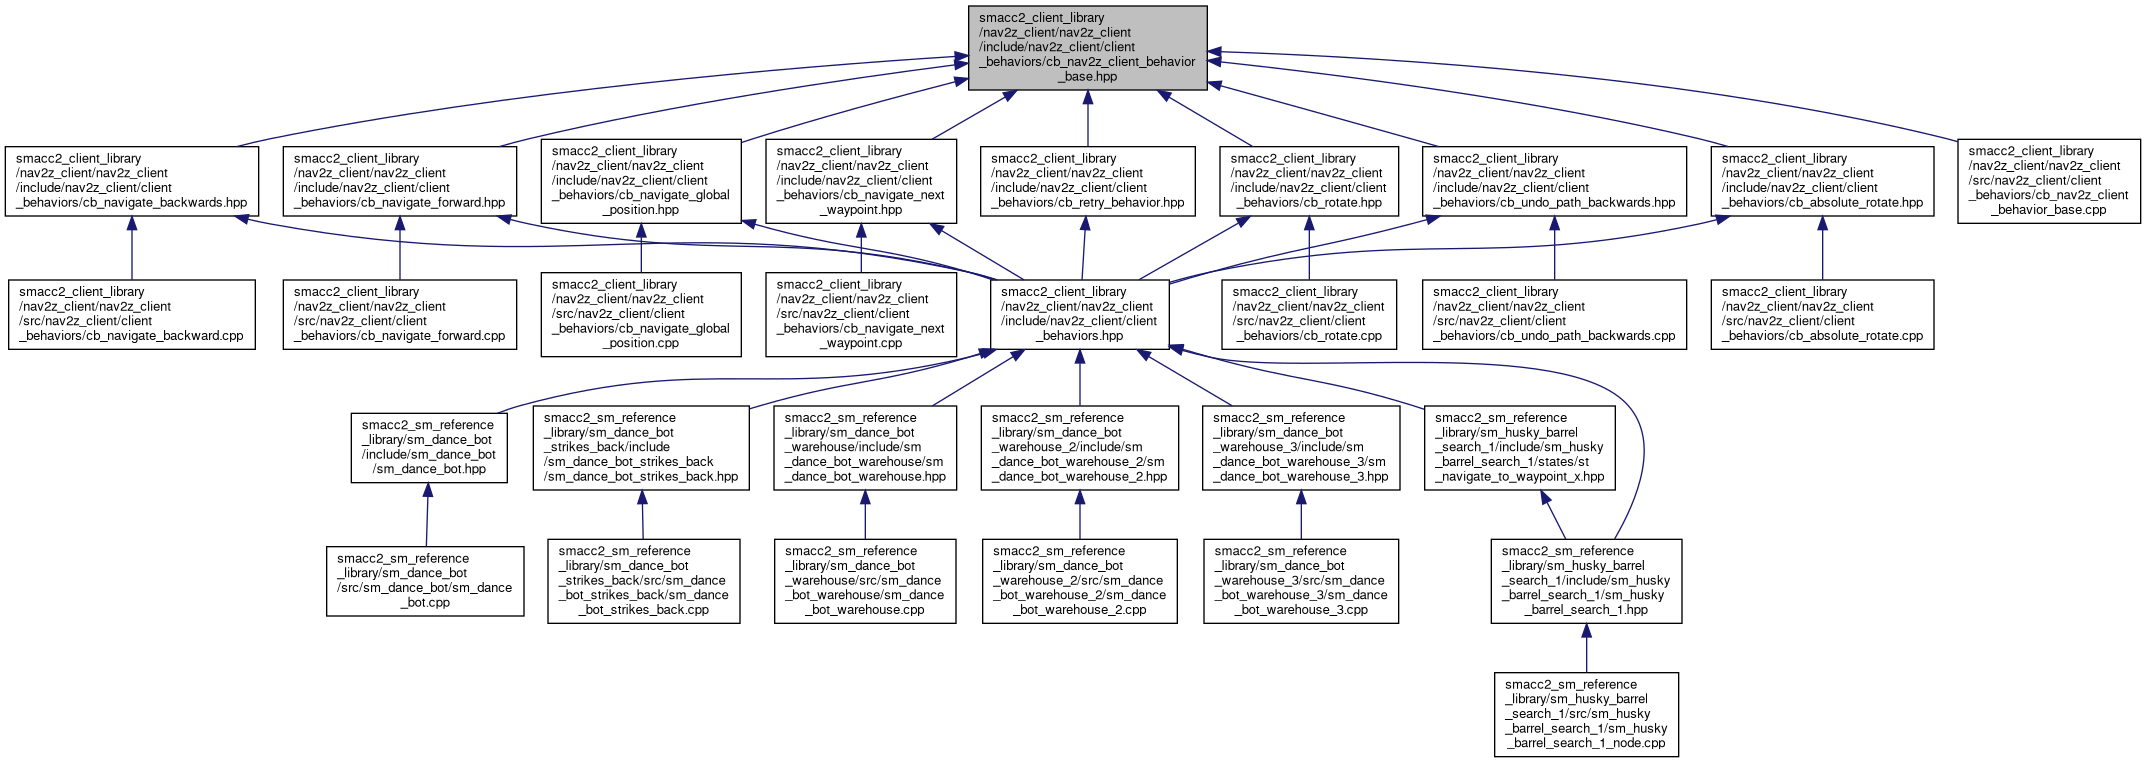 smacc2_client_library
/nav2z_client/nav2z_client
/include/nav2z_client/client
_behaviors/cb_nav2z_client_behavior
_base.hpp
smacc2_client_library
/nav2z_client/nav2z_client
/include/nav2z_client/client
_behaviors/cb_navigate_backwards.hpp
smacc2_client_library
/nav2z_client/nav2z_client
/include/nav2z_client/client
_behaviors/cb_navigate_forward.hpp
smacc2_client_library
/nav2z_client/nav2z_client
/include/nav2z_client/client
_behaviors/cb_navigate_global
_position.hpp
smacc2_client_library
/nav2z_client/nav2z_client
/include/nav2z_client/client
_behaviors/cb_navigate_next
_waypoint.hpp
smacc2_client_library
/nav2z_client/nav2z_client
/include/nav2z_client/client
_behaviors/cb_retry_behavior.hpp
smacc2_client_library
/nav2z_client/nav2z_client
/include/nav2z_client/client
_behaviors/cb_rotate.hpp
smacc2_client_library
/nav2z_client/nav2z_client
/include/nav2z_client/client
_behaviors/cb_undo_path_backwards.hpp
smacc2_client_library
/nav2z_client/nav2z_client
/include/nav2z_client/client
_behaviors/cb_absolute_rotate.hpp
smacc2_client_library
/nav2z_client/nav2z_client
/src/nav2z_client/client
_behaviors/cb_nav2z_client
_behavior_base.cpp
smacc2_client_library
/nav2z_client/nav2z_client
/src/nav2z_client/client
_behaviors/cb_navigate_backward.cpp
smacc2_client_library
/nav2z_client/nav2z_client
/src/nav2z_client/client
_behaviors/cb_navigate_forward.cpp
smacc2_client_library
/nav2z_client/nav2z_client
/src/nav2z_client/client
_behaviors/cb_navigate_global
_position.cpp
smacc2_client_library
/nav2z_client/nav2z_client
/src/nav2z_client/client
_behaviors/cb_navigate_next
_waypoint.cpp
smacc2_client_library
/nav2z_client/nav2z_client
/include/nav2z_client/client
_behaviors.hpp
smacc2_client_library
/nav2z_client/nav2z_client
/src/nav2z_client/client
_behaviors/cb_rotate.cpp
smacc2_client_library
/nav2z_client/nav2z_client
/src/nav2z_client/client
_behaviors/cb_undo_path_backwards.cpp
smacc2_client_library
/nav2z_client/nav2z_client
/src/nav2z_client/client
_behaviors/cb_absolute_rotate.cpp
smacc2_sm_reference
_library/sm_dance_bot
/include/sm_dance_bot
/sm_dance_bot.hpp
smacc2_sm_reference
_library/sm_dance_bot
_strikes_back/include
/sm_dance_bot_strikes_back
/sm_dance_bot_strikes_back.hpp
smacc2_sm_reference
_library/sm_dance_bot
_warehouse/include/sm
_dance_bot_warehouse/sm
_dance_bot_warehouse.hpp
smacc2_sm_reference
_library/sm_dance_bot
_warehouse_2/include/sm
_dance_bot_warehouse_2/sm
_dance_bot_warehouse_2.hpp
smacc2_sm_reference
_library/sm_dance_bot
_warehouse_3/include/sm
_dance_bot_warehouse_3/sm
_dance_bot_warehouse_3.hpp
smacc2_sm_reference
_library/sm_husky_barrel
_search_1/include/sm_husky
_barrel_search_1/states/st
_navigate_to_waypoint_x.hpp
smacc2_sm_reference
_library/sm_dance_bot
/src/sm_dance_bot/sm_dance
_bot.cpp
smacc2_sm_reference
_library/sm_dance_bot
_strikes_back/src/sm_dance
_bot_strikes_back/sm_dance
_bot_strikes_back.cpp
smacc2_sm_reference
_library/sm_dance_bot
_warehouse/src/sm_dance
_bot_warehouse/sm_dance
_bot_warehouse.cpp
smacc2_sm_reference
_library/sm_dance_bot
_warehouse_2/src/sm_dance
_bot_warehouse_2/sm_dance
_bot_warehouse_2.cpp
smacc2_sm_reference
_library/sm_dance_bot
_warehouse_3/src/sm_dance
_bot_warehouse_3/sm_dance
_bot_warehouse_3.cpp
smacc2_sm_reference
_library/sm_husky_barrel
_search_1/include/sm_husky
_barrel_search_1/sm_husky
_barrel_search_1.hpp
smacc2_sm_reference
_library/sm_husky_barrel
_search_1/src/sm_husky
_barrel_search_1/sm_husky
_barrel_search_1_node.cpp